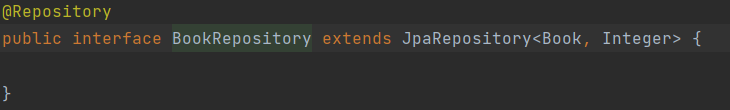 @Repository
public interface BookRepository extends JpaRepository<Book, Integer> {
}